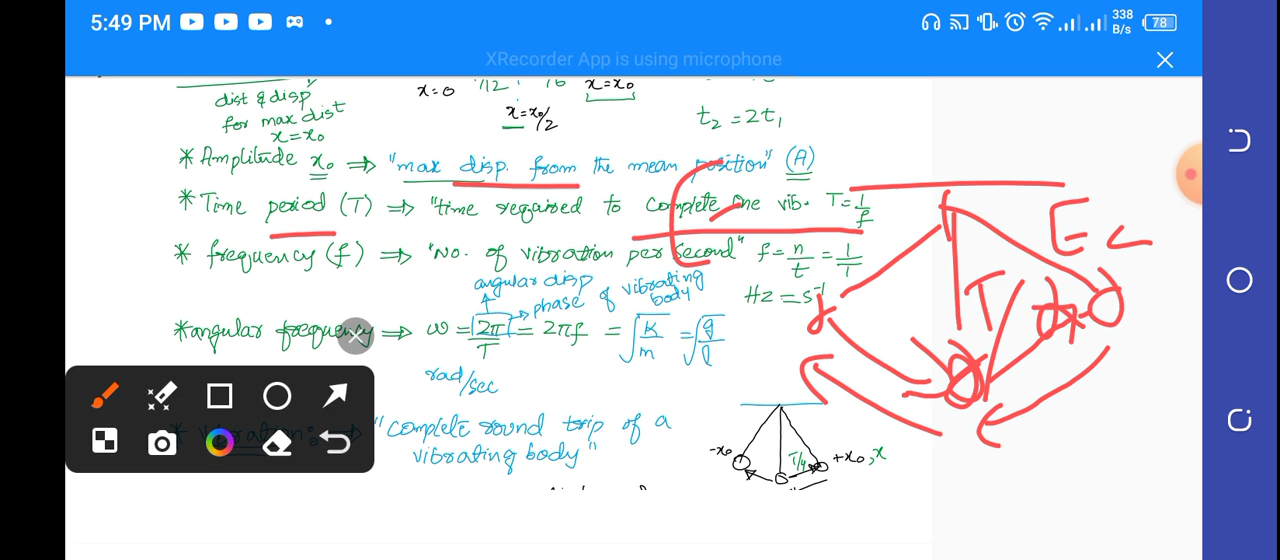 5:49 PM
338
B/s
78
XRecorder App is using microphone
dist & disp
for max dist
x = x₀
x=0
x=x₀
x=x₀/2
t₂ = 2t₁
* Amplitude x₀ ⇒ "max disp. from the mean position" (A)
* Time period (T) ⇒ "time required to complete one vib. T=1/f
* frequency (f) ⇒ "No. of vibration per second" f = n/t = 1/T
angular disp
phase of vibrating
body
Hz = s⁻¹
*angular frequency ⇒ ω = 2π/T = 2πf = √(K/m) = √(g/l)
rad/sec
* Vibration:⇒ "Complete round trip of a
vibrating body"
-x₀
T/4
+x₀, x